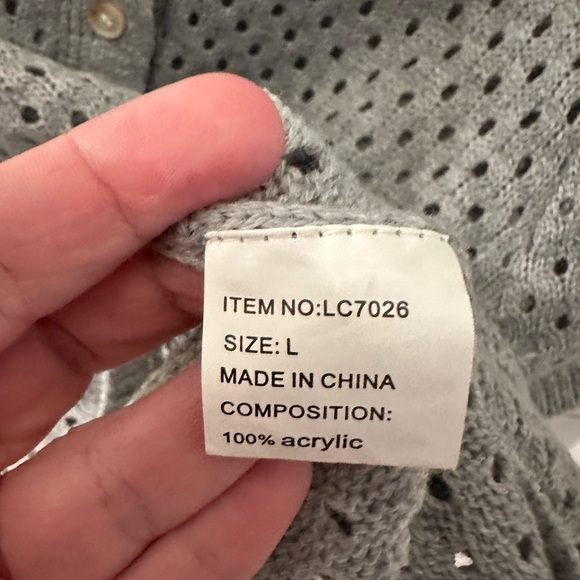 ITEM NO:LC7026
SIZE: L
MADE IN CHINA
COMPOSITION:
100% acrylic